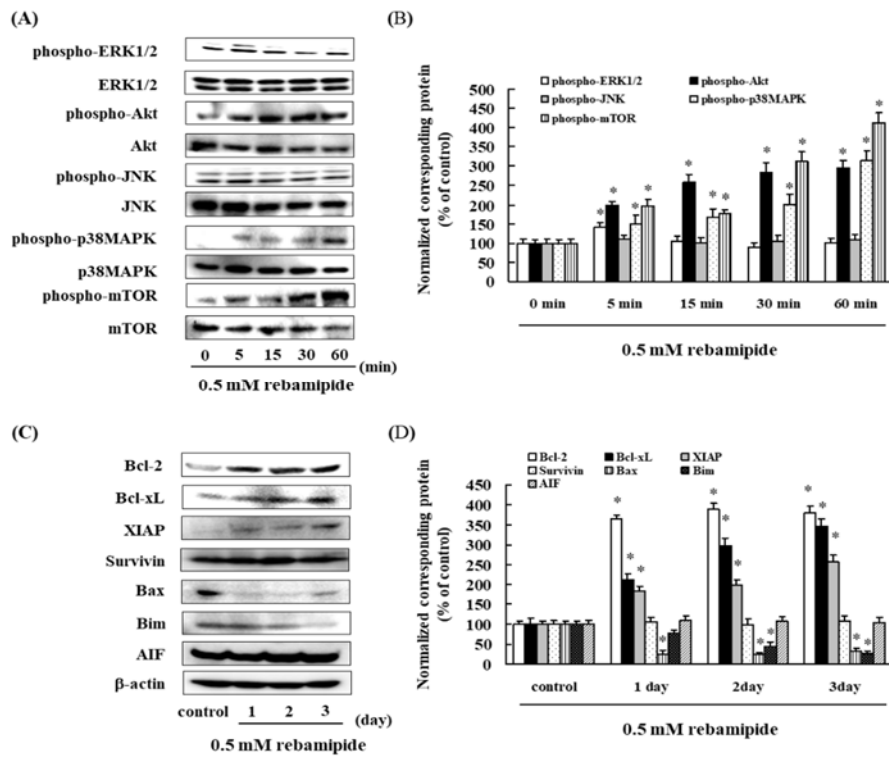 (A)
phospho-ERK1/2
ERK1/2
phospho-Akt
Akt
phospho-JNK
JNK
phospho-p38MAPK
p38MAPK
phospho-mTOR
mTOR
0 5 15 30 60
(min)
0.5 mM rebamipide
(B)
Normalized corresponding protein
(% of control)
500
450
400
350
300
250
200
150
100
50
0
phospho-ERK1/2 phospho-Akt
phospho-JNK phospho-p38MAPK
phospho-mTOR
* * * *
* * *
* * *
* * *
0 min 5 min 15 min 30 min 60 min
0.5 mM rebamipide
(C)
Bcl-2
Bcl-xL
XIAP
Survivin
Bax
Bim
AIF
β-actin
control 1 2 3
(day)
0.5 mM rebamipide
(D)
Normalized corresponding protein
(% of control)
450
400
350
300
250
200
150
100
50
0
Bcl-2 Bcl-xL XIAP
Survivin Bax Bim
AIF
* * * *
* * * * *
* * * * *
control 1 day 2day 3day
0.5 mM rebamipide